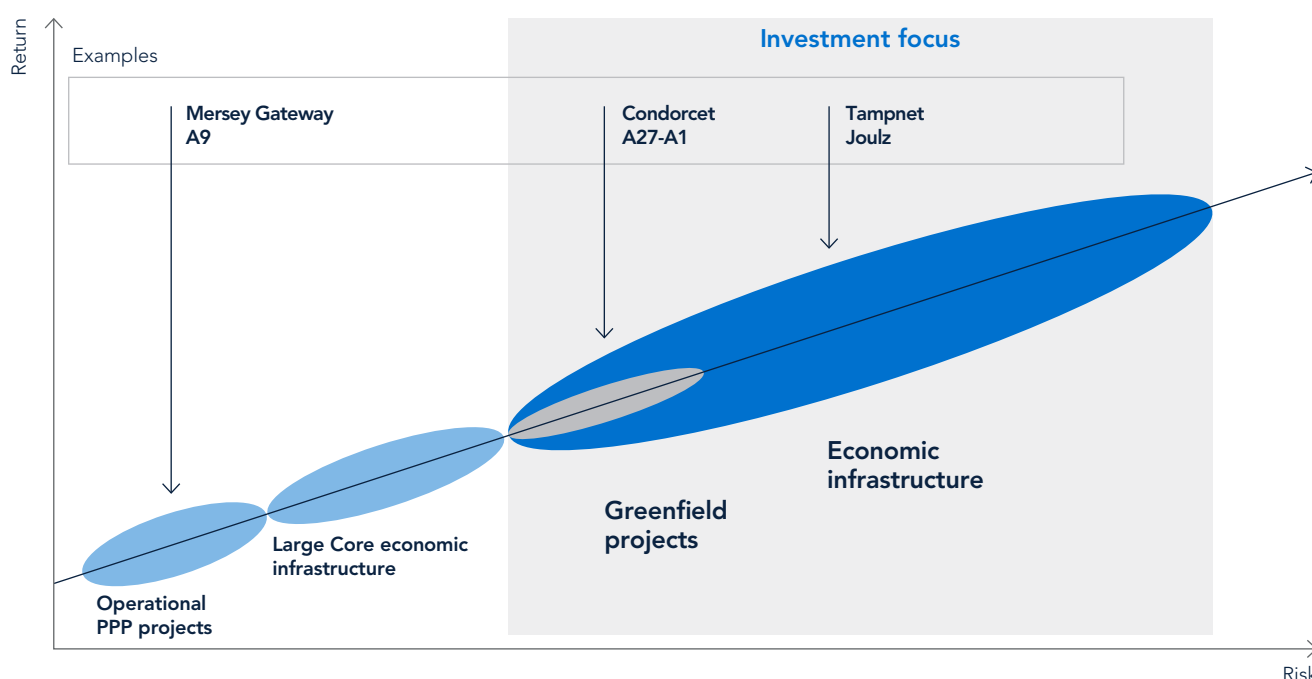 Return
Investment focus
Examples
Mersey Gateway
A9
Condorcet
A27-A1
Tampnet
Joulz
Economic
infrastructure
Greenfield
projects
Large Core economic
infrastructure
Operational
PPP projects
Risk